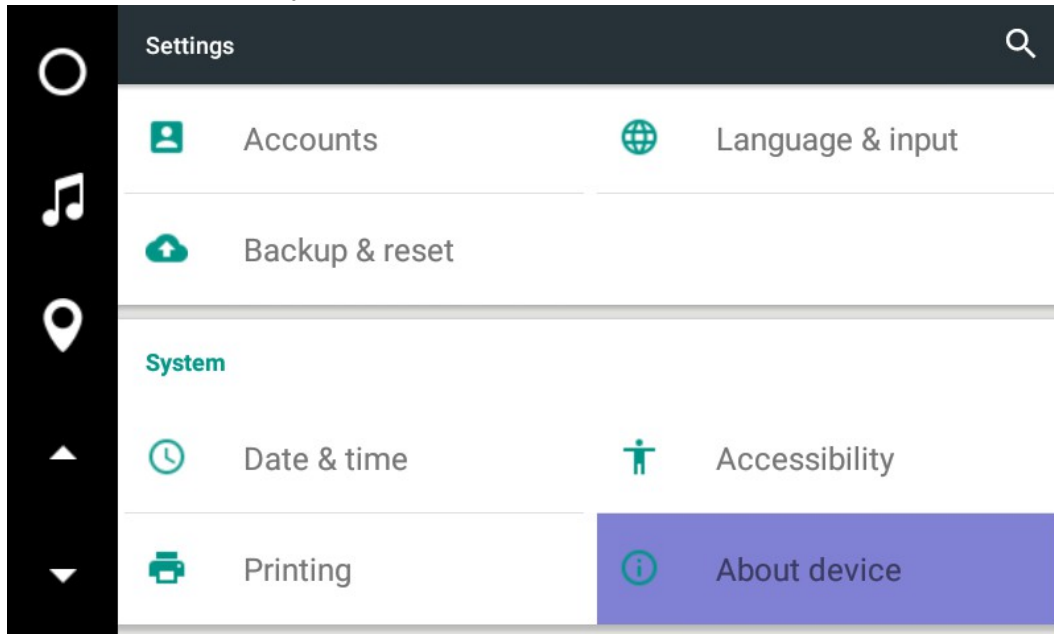 Settings
Accounts
Language & input
Backup & reset
System
Date & time
Accessibility
Printing
About device